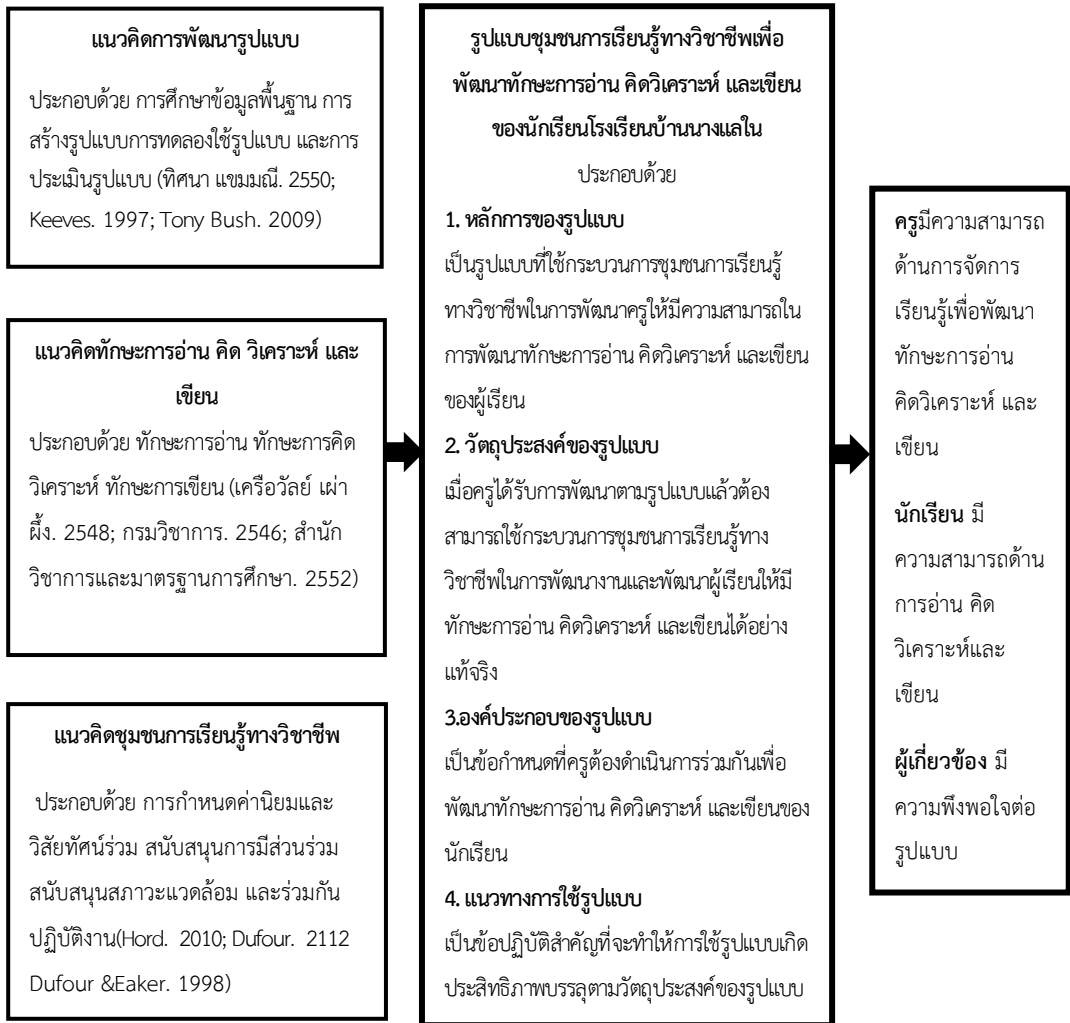 แนวคิดการพัฒนารูปแบบ
ประกอบด้วย การศึกษาข้อมูลพื้นฐาน การ
สร้างรูปแบบการทดลองใช้รูปแบบ และการ
ประเมินรูปแบบ (ทิศนา แขมมณี. 2550;
Keeves. 1997; Tony Bush. 2009)
แนวคิดทักษะการอ่าน คิด วิเคราะห์ และ
เขียน
ประกอบด้วย ทักษะการอ่าน ทักษะการคิด
วิเคราะห์ ทักษะการเขียน (เครือวัลย์ เผ่า
ผึ้ง. 2548; กรมวิชาการ. 2546; สำนัก
วิชาการและมาตรฐานการศึกษา. 2552)
แนวคิดชุมชนการเรียนรู้ทางวิชาชีพ
ประกอบด้วย การกำหนดค่านิยมและ
วิสัยทัศน์ร่วม สนับสนุนการมีส่วนร่วม
สนับสนุนสภาวะแวดล้อม และร่วมกัน
ปฏิบัติงาน(Hord. 2010; Dufour. 2112
Dufour &Eaker. 1998)
รูปแบบชุมชนการเรียนรู้ทางวิชาชีพเพื่อ
พัฒนาทักษะการอ่าน คิดวิเคราะห์ และเขียน
ของนักเรียนโรงเรียนบ้านนางแลใน
ประกอบด้วย
1. หลักการของรูปแบบ
เป็นรูปแบบที่ใช้กระบวนการชุมชนการเรียนรู้
ทางวิชาชีพในการพัฒนาครูให้มีความสามารถใน
การพัฒนาทักษะการอ่าน คิดวิเคราะห์ และเขียน
ของผู้เรียน
2. วัตถุประสงค์ของรูปแบบ
เมื่อครูได้รับการพัฒนาตามรูปแบบแล้วต้อง
สามารถใช้กระบวนการชุมชนการเรียนรู้ทาง
วิชาชีพในการพัฒนางานและพัฒนาผู้เรียนให้มี
ทักษะการอ่าน คิดวิเคราะห์ และเขียนได้อย่าง
แท้จริง
3.องค์ประกอบของรูปแบบ
เป็นข้อกำหนดที่ครูต้องดำเนินการร่วมกันเพื่อ
พัฒนาทักษะการอ่าน คิดวิเคราะห์ และเขียนของ
นักเรียน
4. แนวทางการใช้รูปแบบ
เป็นข้อปฏิบัติสำคัญที่จะทำให้การใช้รูปแบบเกิด
ประสิทธิภาพบรรลุตามวัตถุประสงค์ของรูปแบบ
ครูมีความสามารถ
ด้านการจัดการ
เรียนรู้เพื่อพัฒนา
ทักษะการอ่าน
คิดวิเคราะห์ และ
เขียน
นักเรียน มี
ความสามารถด้าน
การอ่าน คิด
วิเคราะห์และ
เขียน
ผู้เกี่ยวข้อง มี
ความพึงพอใจต่อ
รูปแบบ